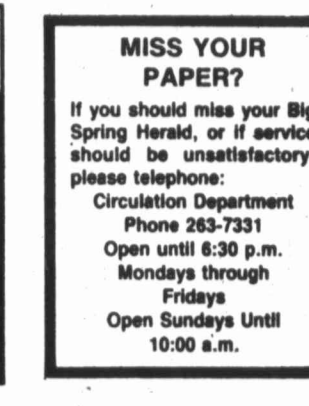 MISS YOUR
PAPER?
If you should miss your Big
Spring Herald, or if service
should be unsatisfactory
please telephone:
Circulation Department
Phone 263-7331
Open until 6:30 p.m.
Mondays through
Fridays
Open Sundays Until
10:00 a.m.